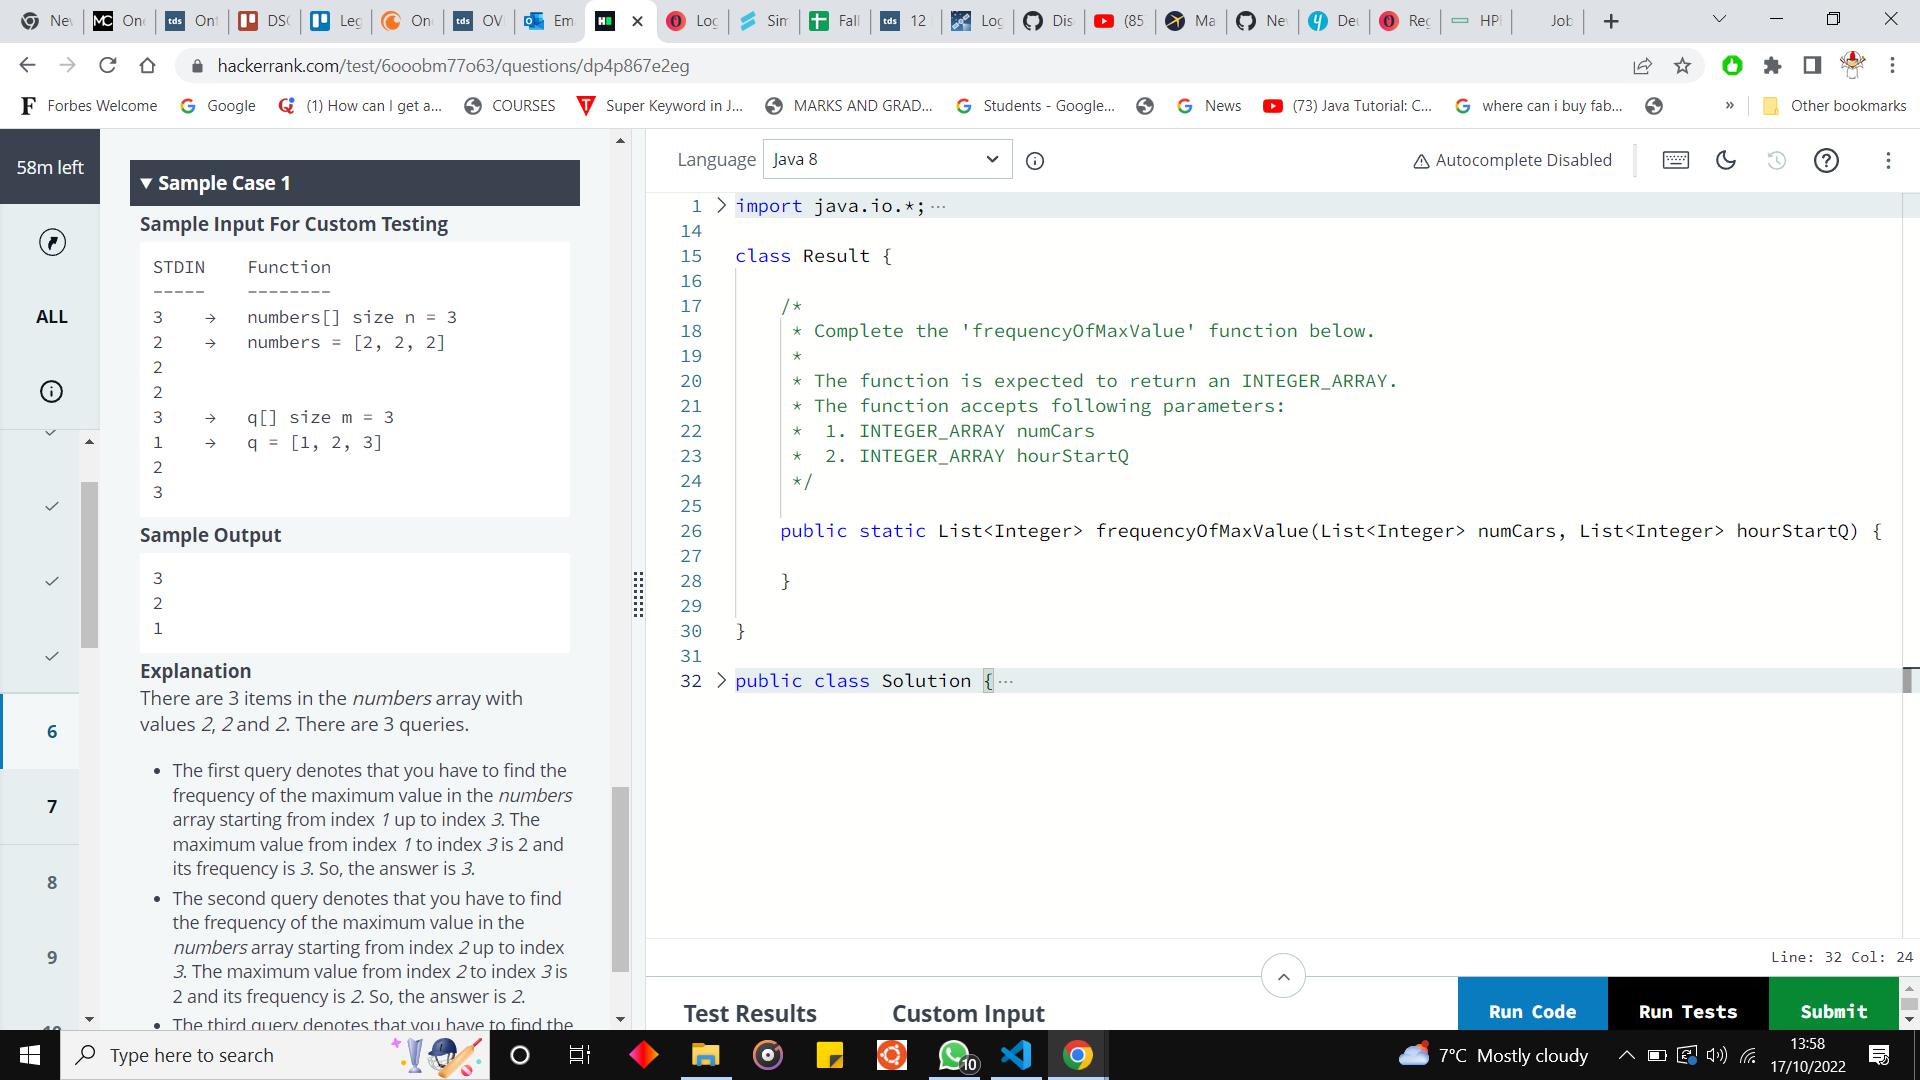 Ne
One
Ont
DSC
Leg
On
OV
Em
Log
Sim
Fall
12
Log
Dis
(85
Ma
Ne
De
Reg
HPI
Job
hackerrank.com/test/6ooobm77o63/questions/dp4p867e2eg
Forbes Welcome
Google
(1) How can I get a...
COURSES
Super Keyword in J...
MARKS AND GRAD...
Students - Google...
News
(73) Java Tutorial: C...
where can i buy fab...
»
Other bookmarks
58m left
ALL
6
7
8
9
10
Sample Case 1
Sample Input For Custom Testing
STDIN Function
----- --------
3 → numbers[] size n = 3
2 → numbers = [2, 2, 2]
2
2
3 → q[] size m = 3
1 → q = [1, 2, 3]
2
3
Sample Output
3
2
1
Explanation
There are 3 items in the numbers array with
values 2, 2 and 2. There are 3 queries.
• The first query denotes that you have to find the
frequency of the maximum value in the numbers
array starting from index 1 up to index 3. The
maximum value from index 1 to index 3 is 2 and
its frequency is 3. So, the answer is 3.
• The second query denotes that you have to find
the frequency of the maximum value in the
numbers array starting from index 2 up to index
3. The maximum value from index 2 to index 3 is
2 and its frequency is 2. So, the answer is 2.
• The third query denotes that you have to find the
Language Java 8
Autocomplete Disabled
1 import java.io.*; ...
14
15 class Result {
16
17 /*
18 * Complete the 'frequencyOfMaxValue' function below.
19 *
20 * The function is expected to return an INTEGER_ARRAY.
21 * The function accepts following parameters:
22 * 1. INTEGER_ARRAY numCars
23 * 2. INTEGER_ARRAY hourStartQ
24 */
25
26 public static List<Integer> frequencyOfMaxValue(List<Integer> numCars, List<Integer> hourStartQ) {
27
28 }
29
30 }
31
32 public class Solution { ...
Line: 32 Col: 24
Test Results
Custom Input
Run Code
Run Tests
Submit
Type here to search
10
7°C Mostly cloudy
13:58
17/10/2022